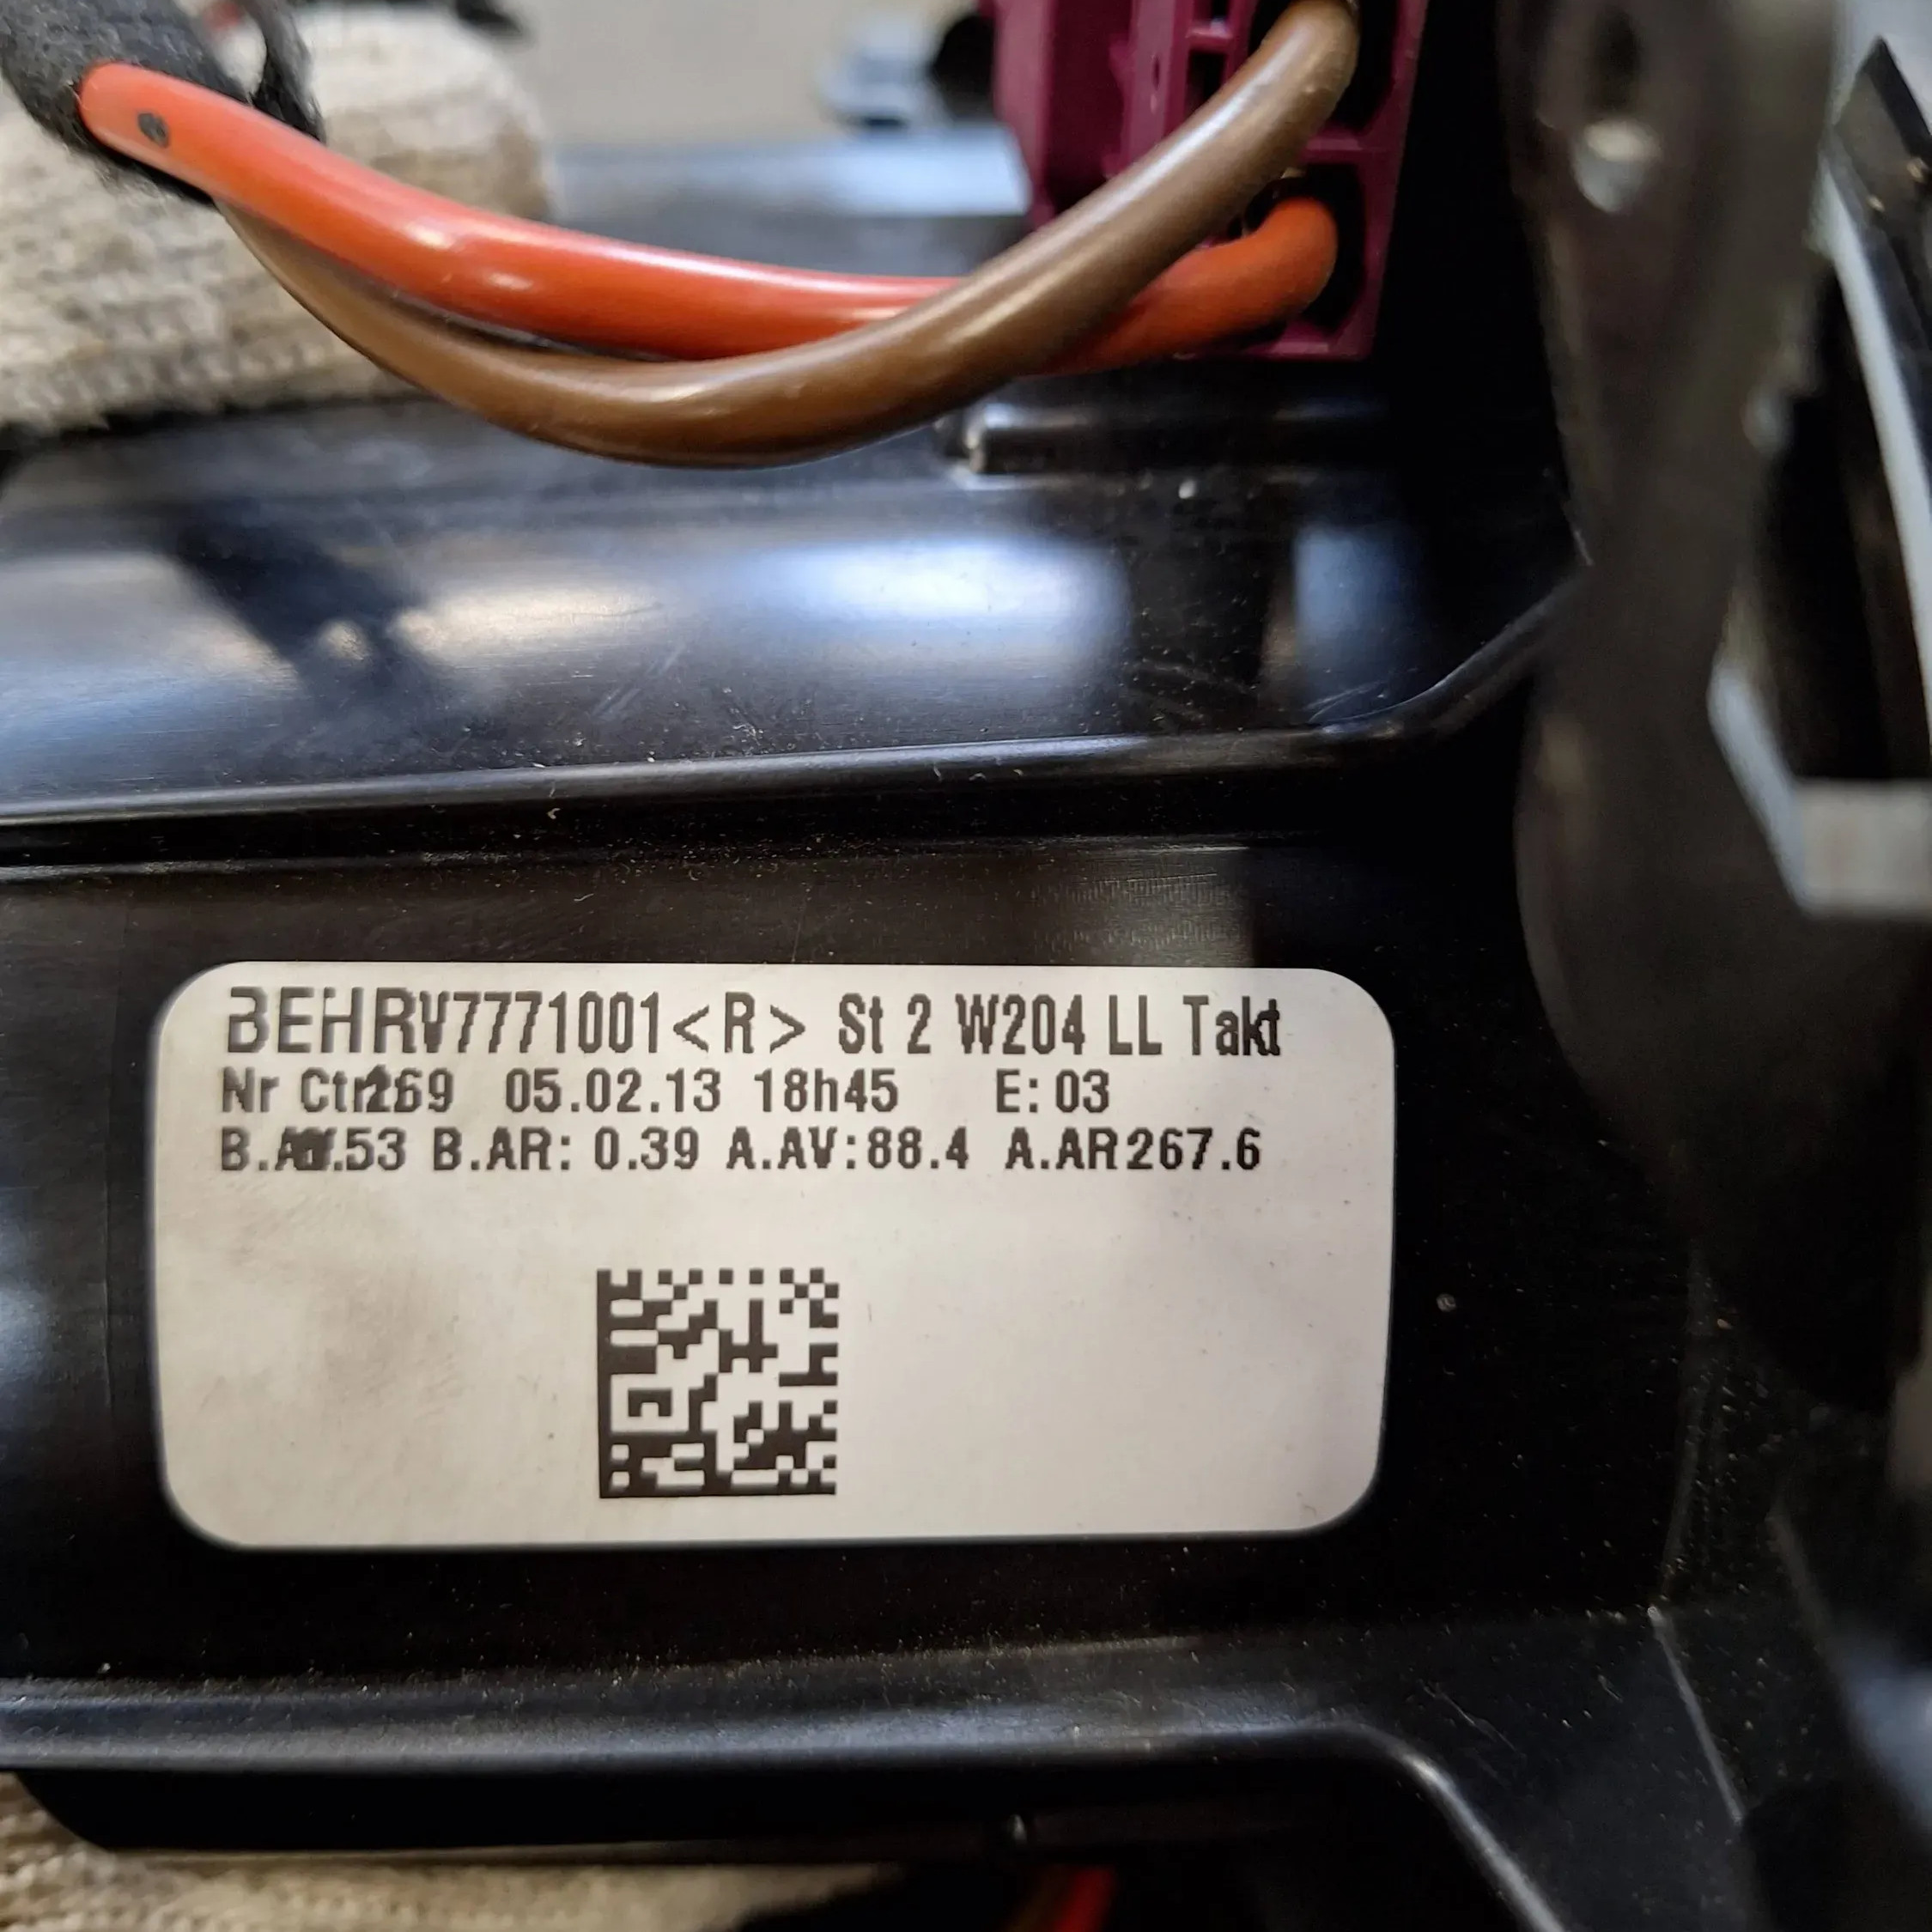 BEHRV7771001<R> St 2 W204 LL Takt
Nr 05.02.13 18h45 E: 03
B.AR: 0.39 A.AV:88.4 A.AR267.6